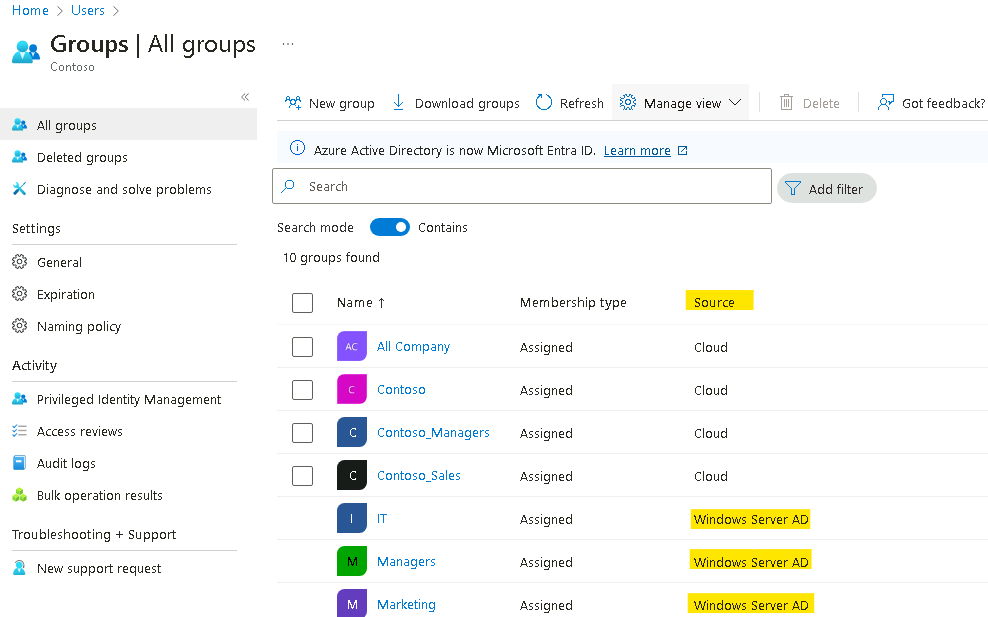 Home > Users >
Groups | All groups ...
Contoso
«
All groups
Deleted groups
Diagnose and solve problems
Settings
General
Expiration
Naming policy
Activity
Privileged Identity Management
Access reviews
Audit logs
Bulk operation results
Troubleshooting + Support
New support request
New group Download groups Refresh Manage view Delete Got feedback?
Azure Active Directory is now Microsoft Entra ID. Learn more
Search Add filter
Search mode Contains
10 groups found
Name ↑ Membership type Source
AC All Company Assigned Cloud
C Contoso Assigned Cloud
C Contoso_Managers Assigned Cloud
C Contoso_Sales Assigned Cloud
I IT Assigned Windows Server AD
M Managers Assigned Windows Server AD
M Marketing Assigned Windows Server AD